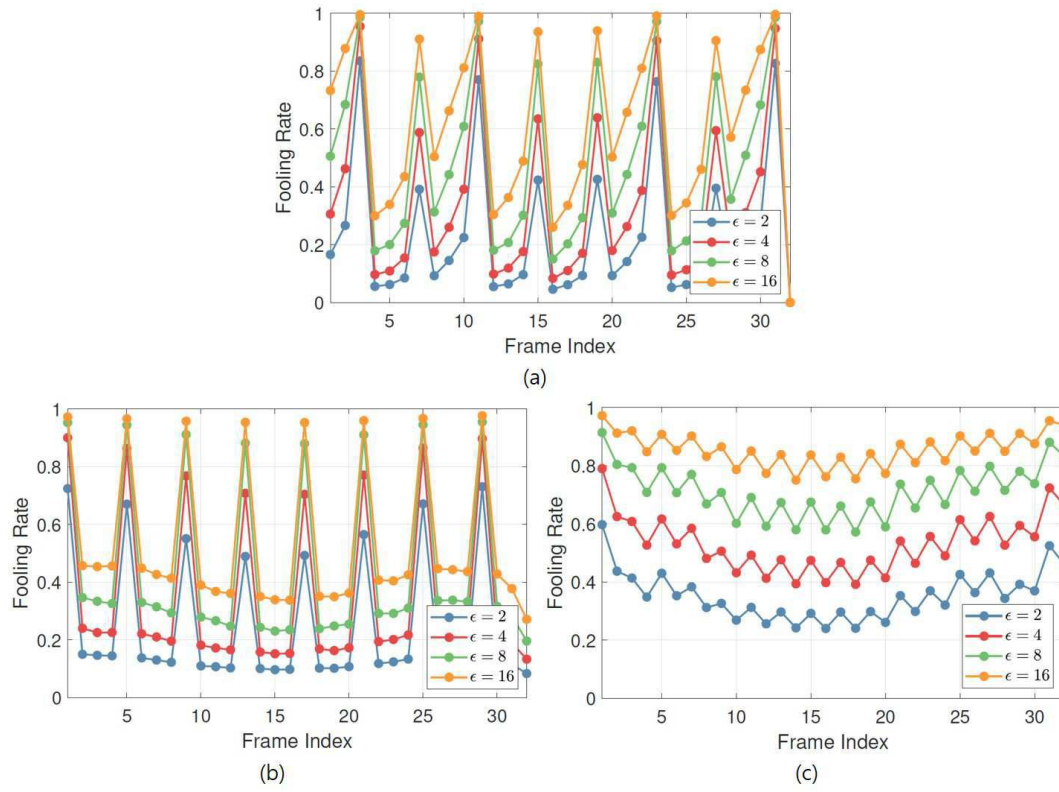 1
0.8
0.6
0.4
0.2
0
Fooling Rate
5 10 15 20 25 30
Frame Index
ϵ = 2
ϵ = 4
ϵ = 8
ϵ = 16
(a)
1
0.8
0.6
0.4
0.2
0
Fooling Rate
5 10 15 20 25 30
Frame Index
ϵ = 2
ϵ = 4
ϵ = 8
ϵ = 16
(b)
1
0.8
0.6
0.4
0.2
0
Fooling Rate
5 10 15 20 25 30
Frame Index
ϵ = 2
ϵ = 4
ϵ = 8
ϵ = 16
(c)